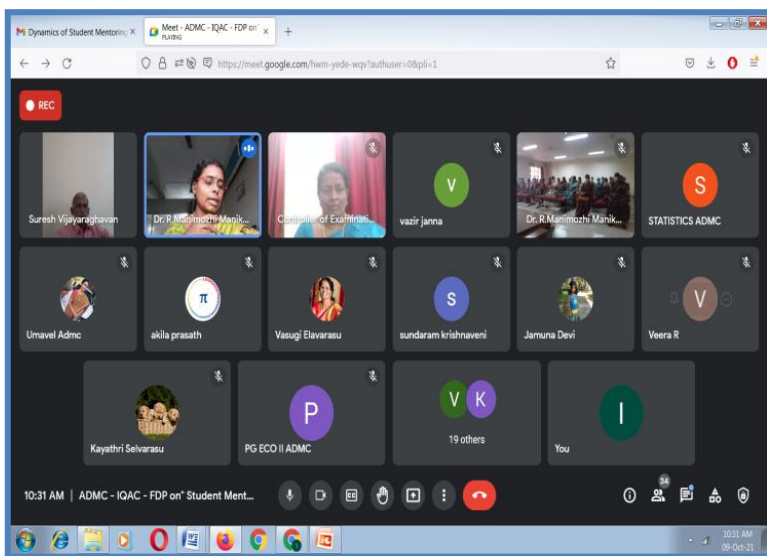 Dynamics of Student Mentoring
Meet - ADMC - IQAC - FDP on"
PLAYING
https://meet.google.com/hwm-yede-wqv?authuser=0&pli=1
REC
Suresh Vijayaraghavan
Dr. R.Manimozhi Manik...
Controller of Examinati...
V
vazir janna
Dr. R.Manimozhi Manik...
S
STATISTICS ADMC
Umavel Admc
π
akila prasath
Vasugi Elavarasu
S
sundaram krishnaveni
Jamuna Devi
V
Veera R
Kayathri Selvarasu
P
PG ECO II ADMC
V K
19 others
I
You
10:31 AM | ADMC - IQAC - FDP on" Student Ment...
34
10:31 AM
09-Oct-21